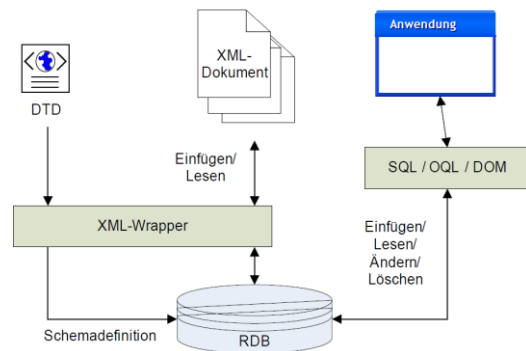 Anwendung
XML-
Dokument
DTD
Einfügen/
Lesen
SQL / OQL / DOM
XML-Wrapper
Einfügen/
Lesen/
Ändern/
Löschen
Schemadefinition
RDB